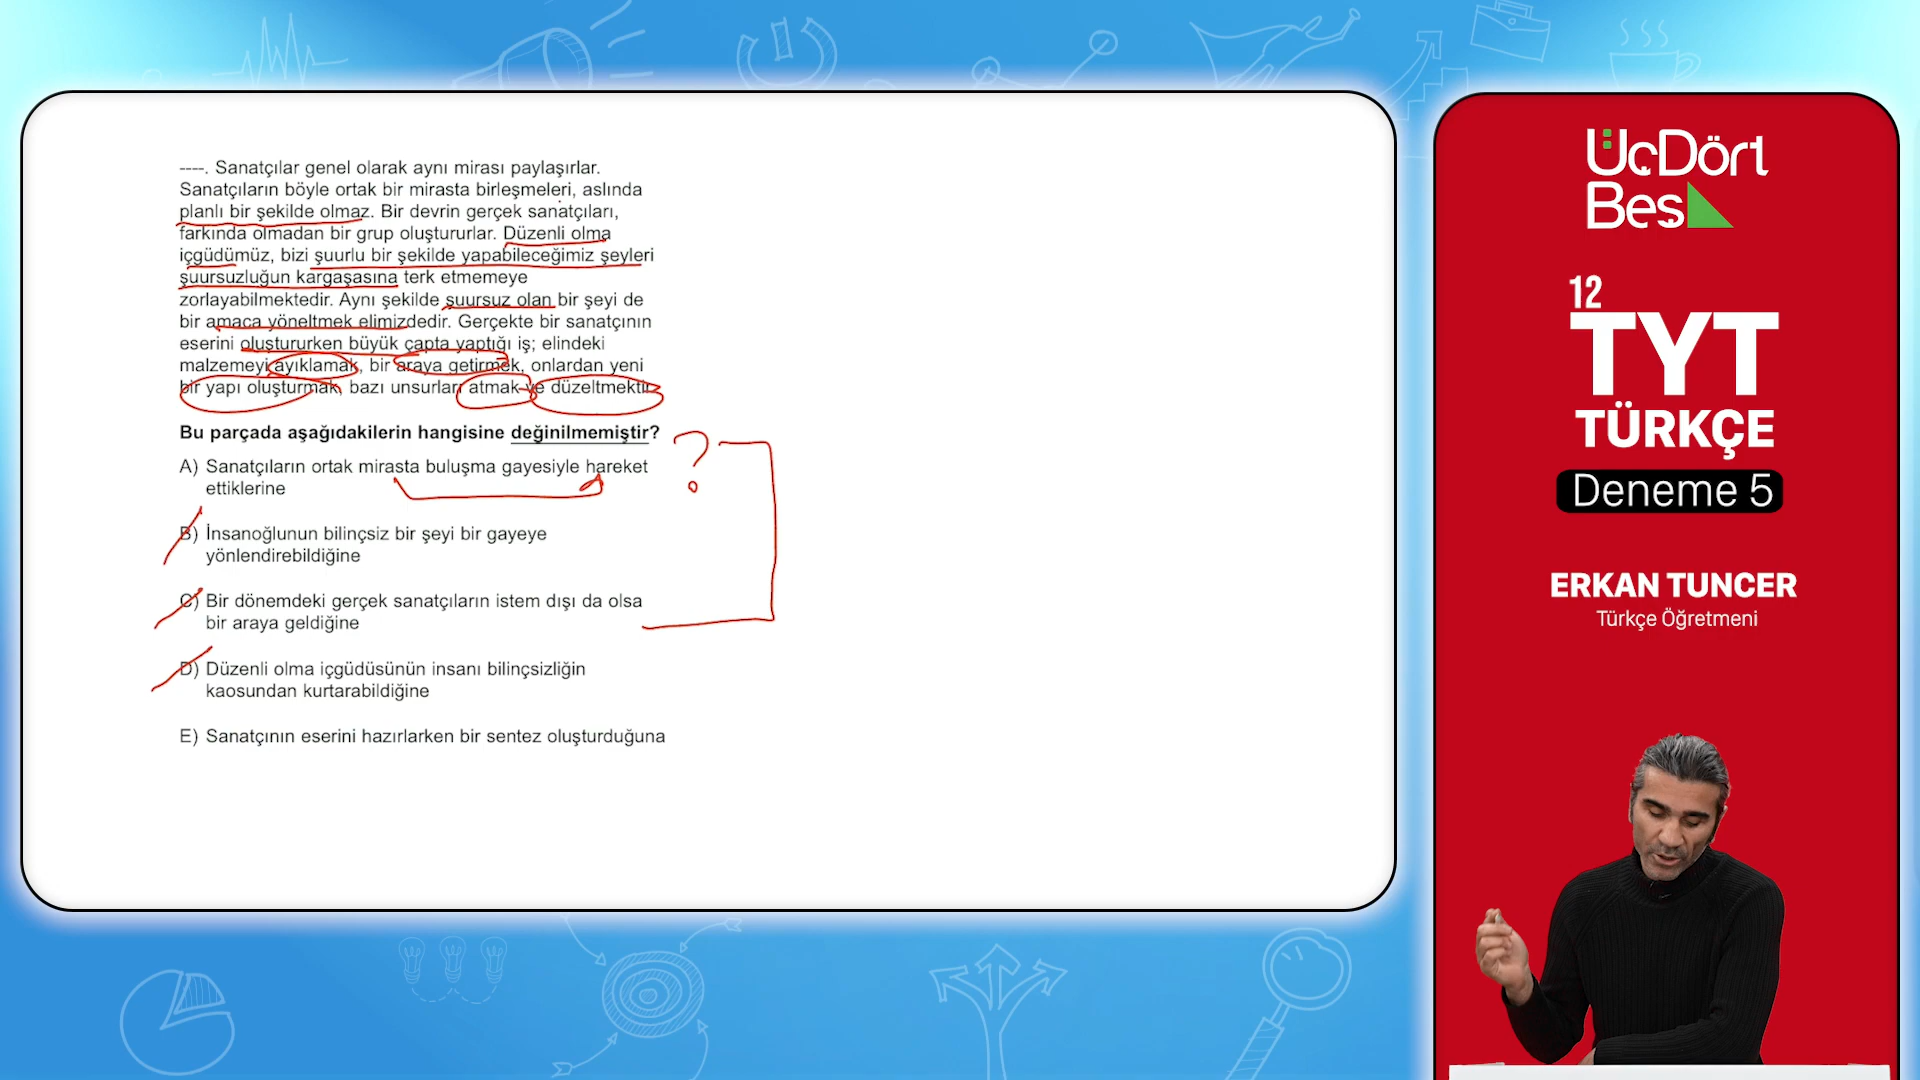 ----. Sanatçılar genel olarak aynı mirası paylaşırlar.
Sanatçıların böyle ortak bir mirasta birleşmeleri, aslında
planlı bir şekilde olmaz. Bir devrin gerçek sanatçıları,
farkında olmadan bir grup oluştururlar. Düzenli olma
içgüdümüz, bizi şuurlu bir şekilde yapabileceğimiz şeyleri
şuursuzluğun kargaşasına terk etmemeye
zorlayabilmektedir. Aynı şekilde şuursuz olan bir şeyi de
bir amaca yöneltmek elimizdedir. Gerçekte bir sanatçının
eserini oluştururken büyük çapta yaptığı iş; elindeki
malzemeyi ayıklamak, bir araya getirmek, onlardan yeni
bir yapı oluşturmak, bazı unsurları atmak ve düzeltmektir.
Bu parçada aşağıdakilerin hangisine değinilmemiştir?
?
A) Sanatçıların ortak mirasta buluşma gayesiyle hareket
ettiklerine
B) İnsanoğlunun bilinçsiz bir şeyi bir gayeye
yönlendirebildiğine
C) Bir dönemdeki gerçek sanatçıların istem dışı da olsa
bir araya geldiğine
D) Düzenli olma içgüdüsünün insanı bilinçsizliğin
kaosundan kurtarabildiğine
E) Sanatçının eserini hazırlarken bir sentez oluşturduğuna
ÜçDört
Beş
12
TYT
TÜRKÇE
Deneme 5
ERKAN TUNCER
Türkçe Öğretmeni